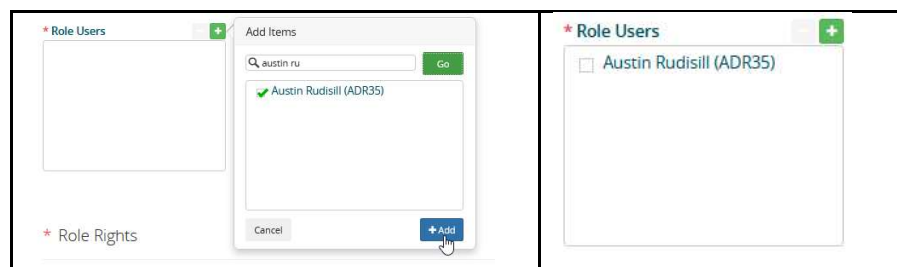 * Role Users
Add Items
austin ru
Go
Austin Rudisill (ADR35)
Cancel
+ Add
* Role Rights
* Role Users
Austin Rudisill (ADR35)